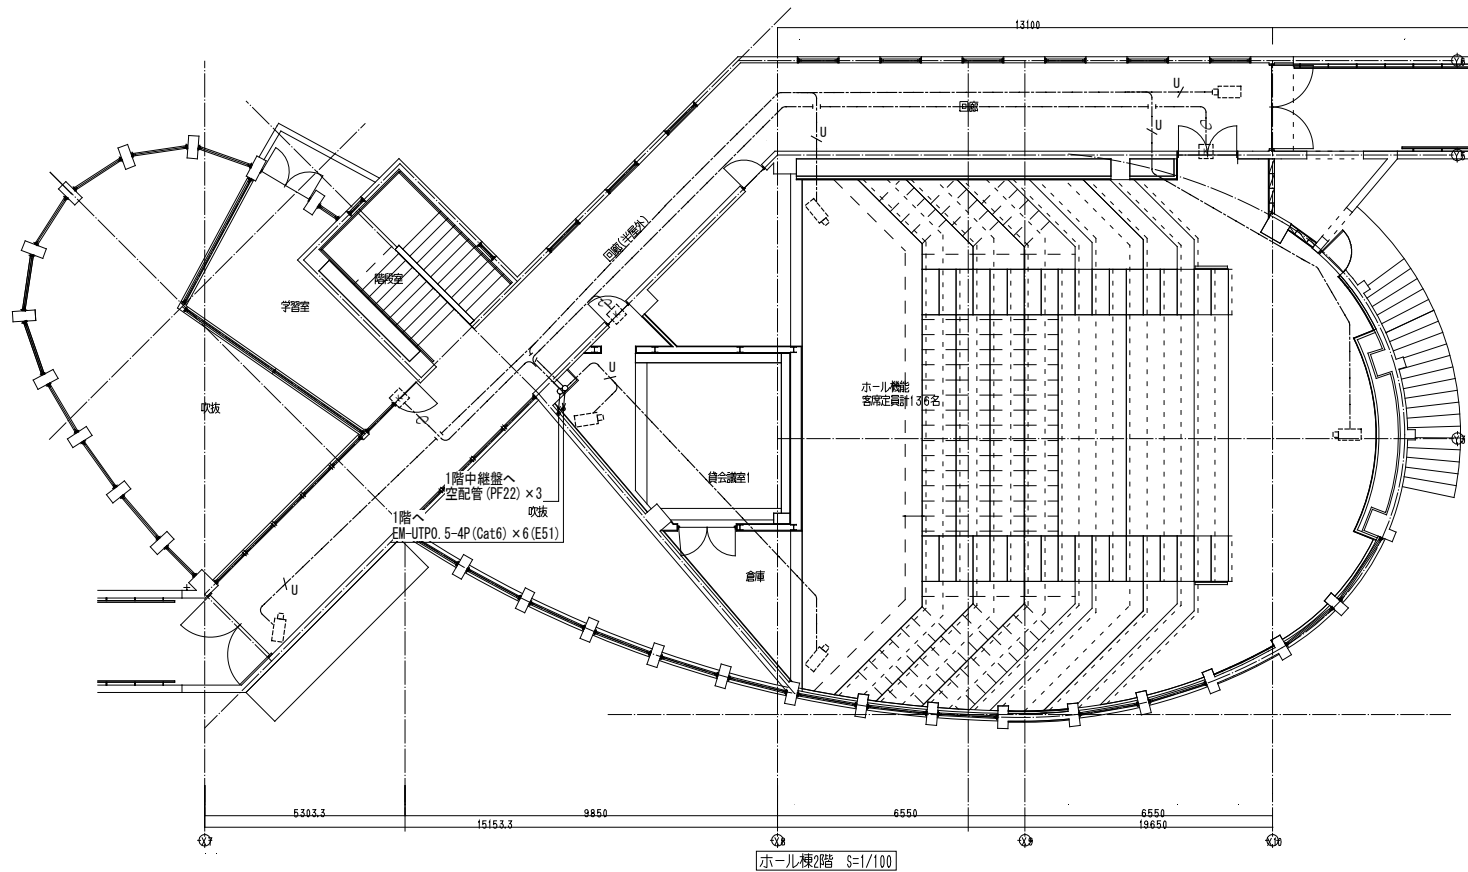 13100
U
回廊
U
U
回廊(半屋外)
階段室
学習室
吹抜
U
ホール機能
客席定員計136名
貸会議室1
1階中継盤へ
空配管(PF22)×3
吹抜
1階へ
EM-UTP0.5-4P(Cat6)×6(E51)
倉庫
U
5303.3
9850
6550
6550
15153.3
19650
X7
X8
X9
X10
ホール棟2階 S=1/100